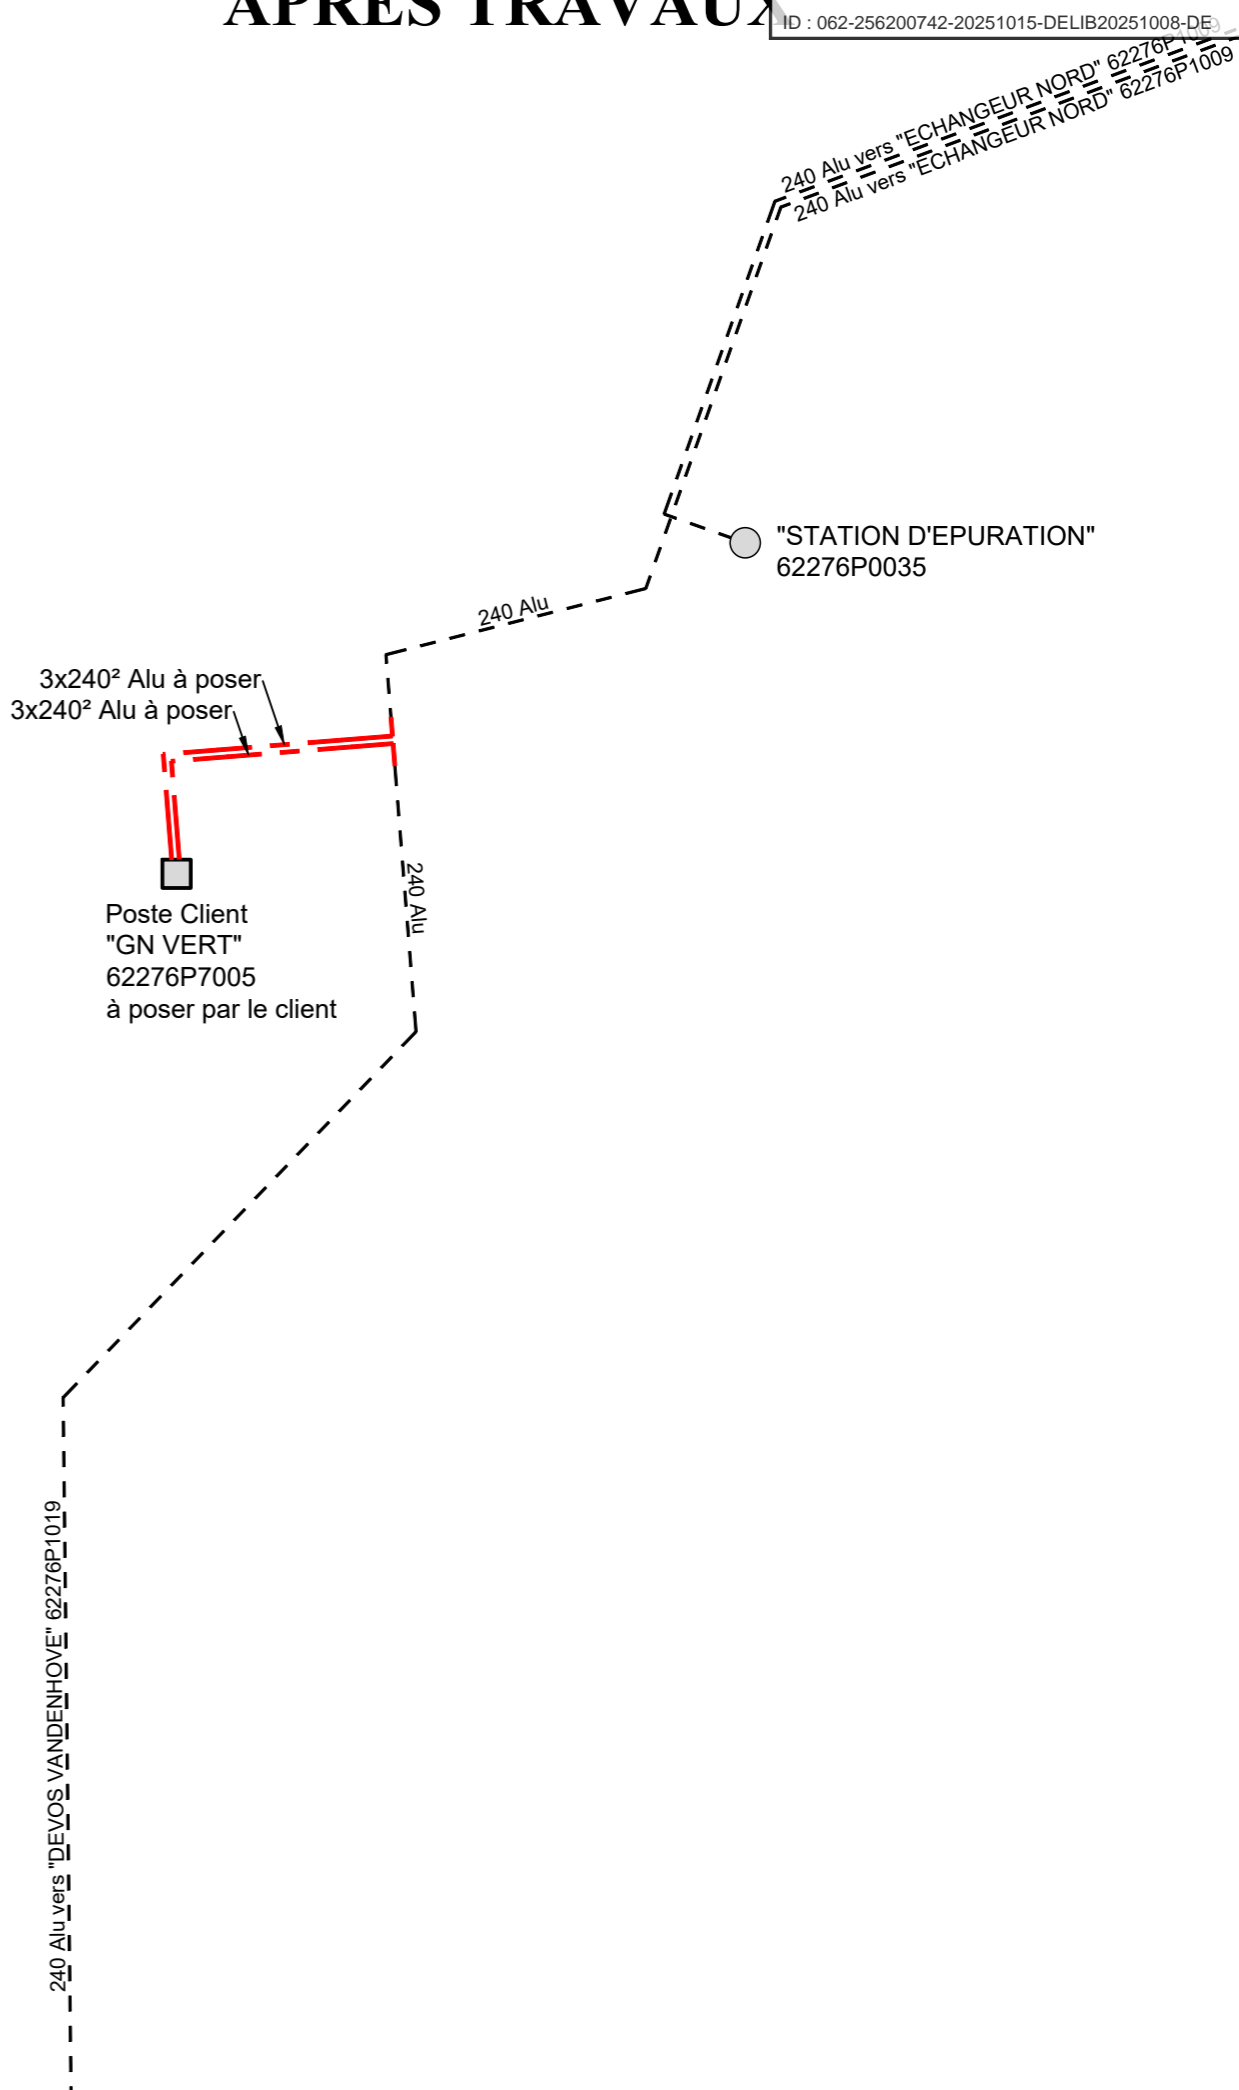 APRES TRAVAUX
ID : 062-256200742-20251015-DELIB20251008-DE
240 Alu vers "ECHANGEUR NORD" 62276P1009
240 Alu vers "ECHANGEUR NORD" 62276P1009
"STATION D'EPURATION"
62276P0035
240 Alu
3x240² Alu à poser
3x240² Alu à poser
240 Alu
Poste Client
"GN VERT"
62276P7005
à poser par le client
240 Alu vers "DEVOS VANDENHOVE" 62276P1019